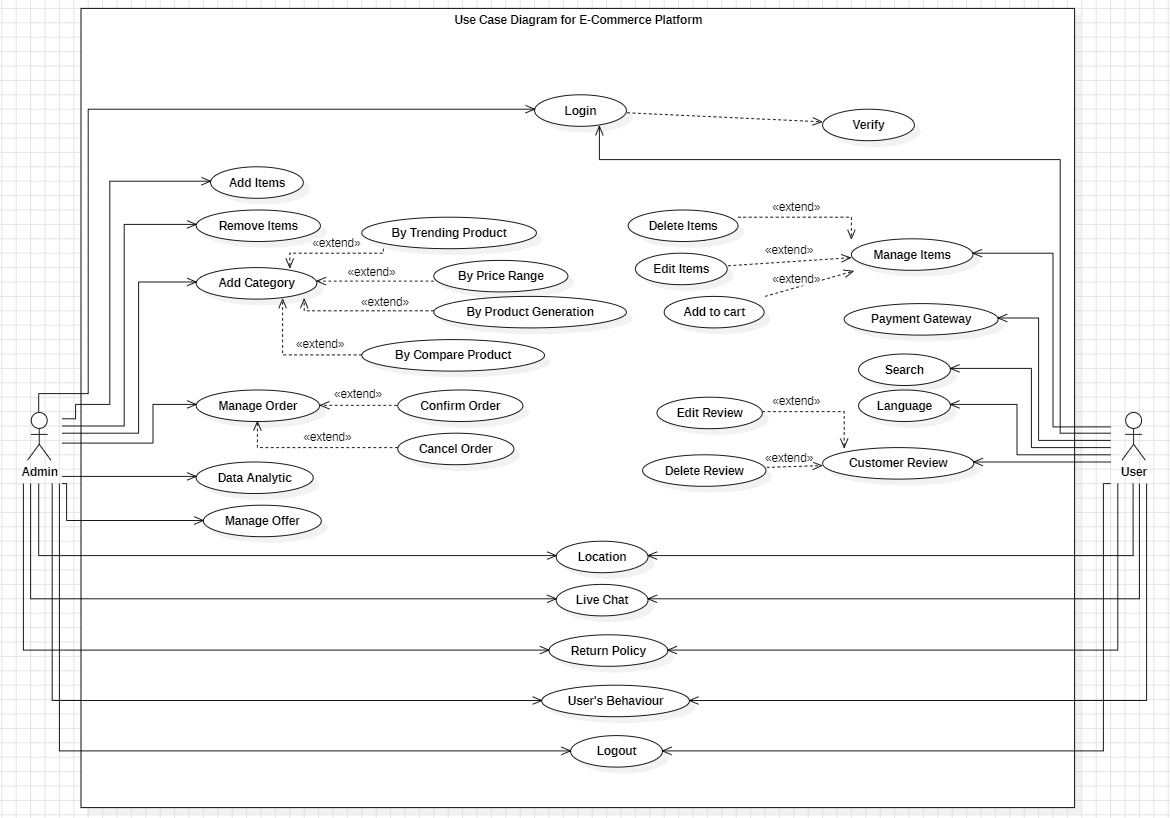 Use Case Diagram for E-Commerce Platform
Login
Verify
Add Items
Remove Items
By Trending Product
«extend»
Add Category
«extend»
By Price Range
«extend»
By Product Generation
«extend»
By Compare Product
Delete Items
«extend»
Manage Items
Edit Items
«extend»
«extend»
Add to cart
Payment Gateway
Search
Language
Manage Order
«extend»
Confirm Order
«extend»
Cancel Order
Edit Review
«extend»
Delete Review
«extend»
Customer Review
Admin
User
Data Analytic
Manage Offer
Location
Live Chat
Return Policy
User's Behaviour
Logout